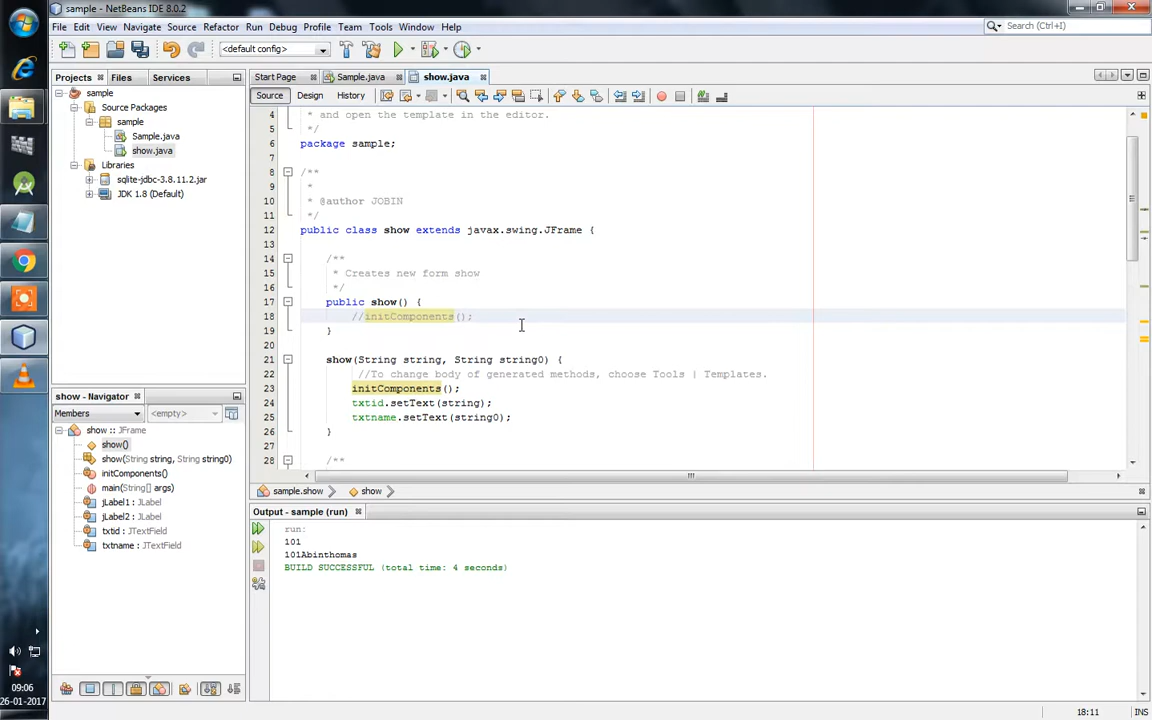 sample - NetBeans IDE 8.0.2
File Edit View Navigate Source Refactor Run Debug Profile Team Tools Window Help
Search (Ctrl+I)
<default config>
Projects Files Services
Start Page Sample.java show.java
sample
Source Packages
sample
Sample.java
show.java
Libraries
sqlite-jdbc-3.8.11.2.jar
JDK 1.8 (Default)
Source Design History
4 * and open the template in the editor.
5 */
6 package sample;
7
8 /**
9 *
10 * @author JOBIN
11 */
12 public class show extends javax.swing.JFrame {
13
14 /**
15 * Creates new form show
16 */
17 public show() {
18 //initComponents();
19 }
20
21 show(String string, String string0) {
22 //To change body of generated methods, choose Tools | Templates.
23 initComponents();
24 txtid.setText(string);
25 txtname.setText(string0);
26 }
27
28 /**
show - Navigator
Members <empty>
show :: JFrame
show()
show(String string, String string0)
initComponents()
main(String[] args)
jLabel1 : JLabel
jLabel2 : JLabel
txtid : JTextField
txtname : JTextField
sample.show show
Output - sample (run)
run:
101
101Abinthomas
BUILD SUCCESSFUL (total time: 4 seconds)
09:06
26-01-2017
18:11 INS